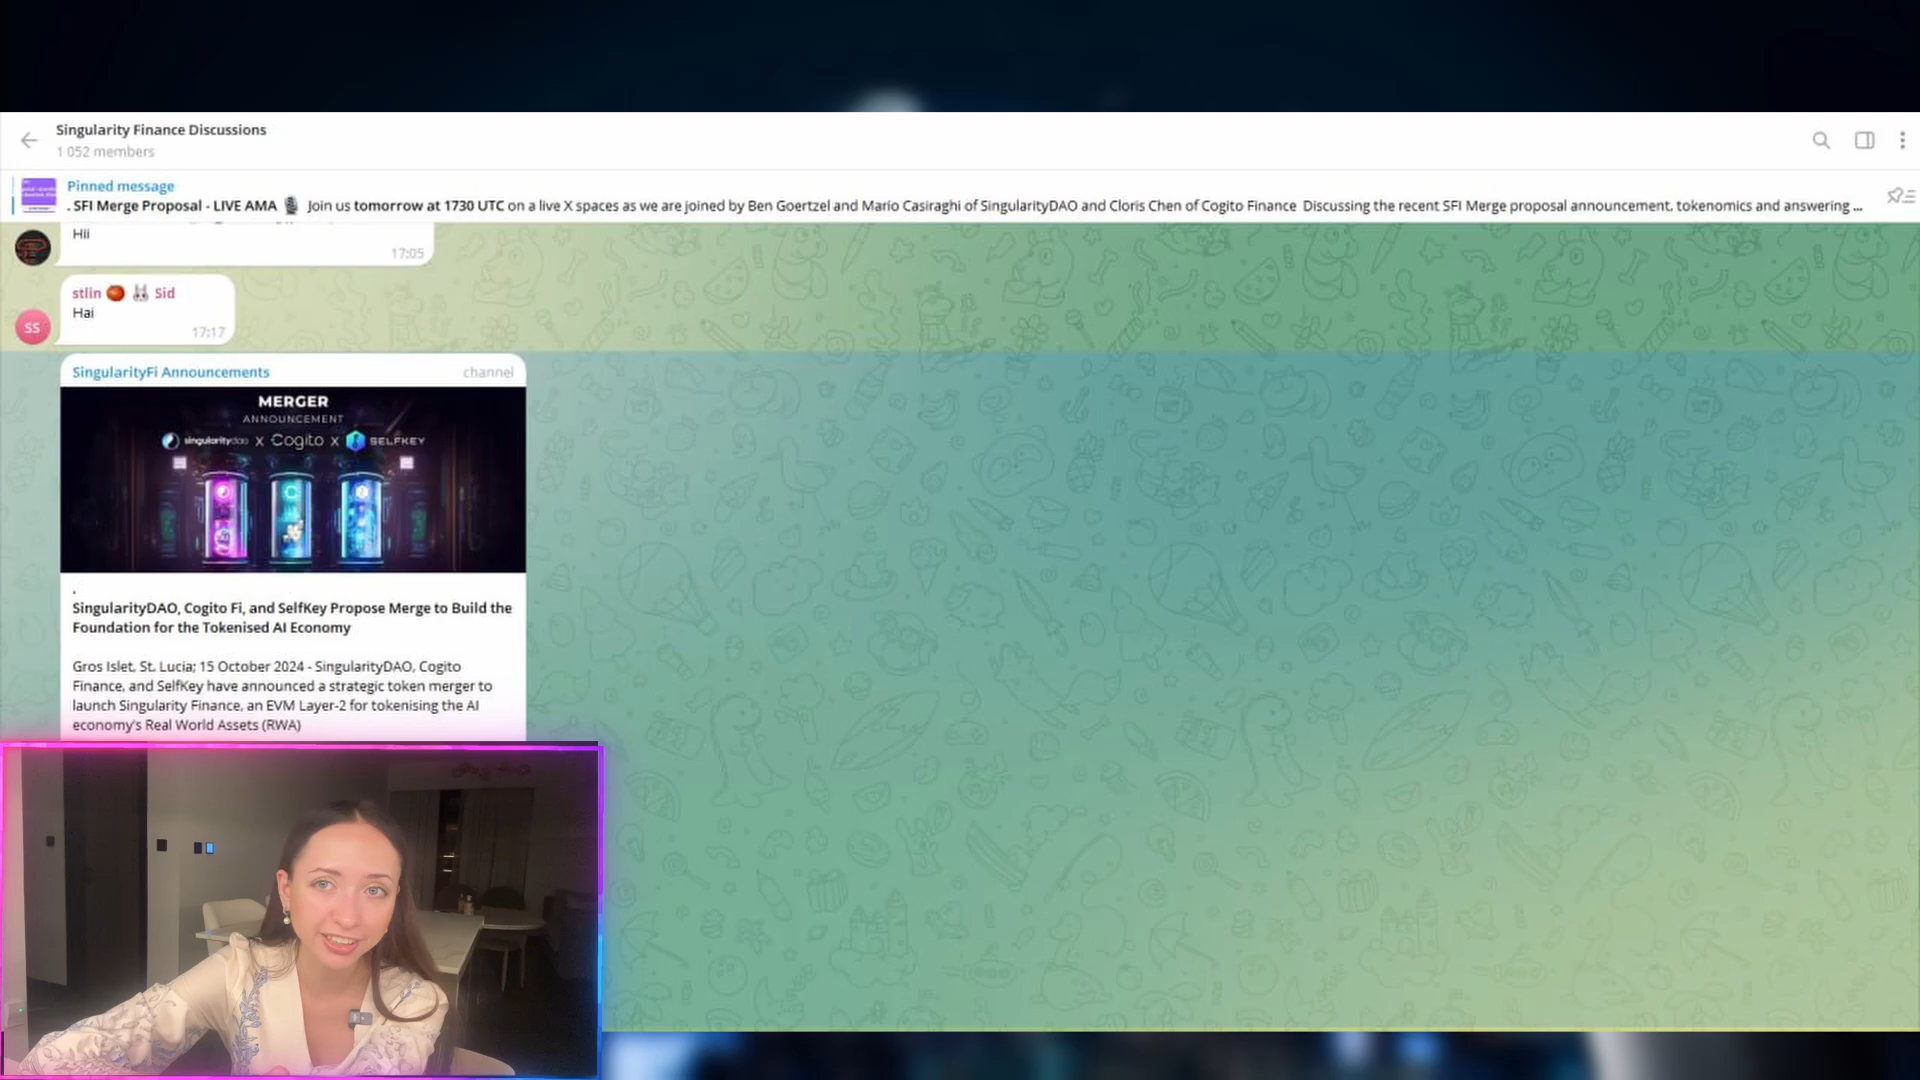 Singularity Finance Discussions
1 052 members
Pinned message
. SFI Merge Proposal - LIVE AMA 🎙 Join us tomorrow at 1730 UTC on a live X spaces as we are joined by Ben Goertzel and Mario Casiraghi of SingularityDAO and Cloris Chen of Cogito Finance Discussing the recent SFI Merge proposal announcement, tokenomics and answering ...
Hii
17:05
stlin 🍅 🐰 Sid
Hai
SS
17:17
SingularityFi Announcements channel
MERGER
ANNOUNCEMENT
singularitydao x Cogito x SELFKEY
.
SingularityDAO, Cogito Fi, and SelfKey Propose Merge to Build the
Foundation for the Tokenised AI Economy
Gros Islet, St. Lucia; 15 October 2024 - SingularityDAO, Cogito
Finance, and SelfKey have announced a strategic token merger to
launch Singularity Finance, an EVM Layer-2 for tokenising the AI
economy's Real World Assets (RWA)